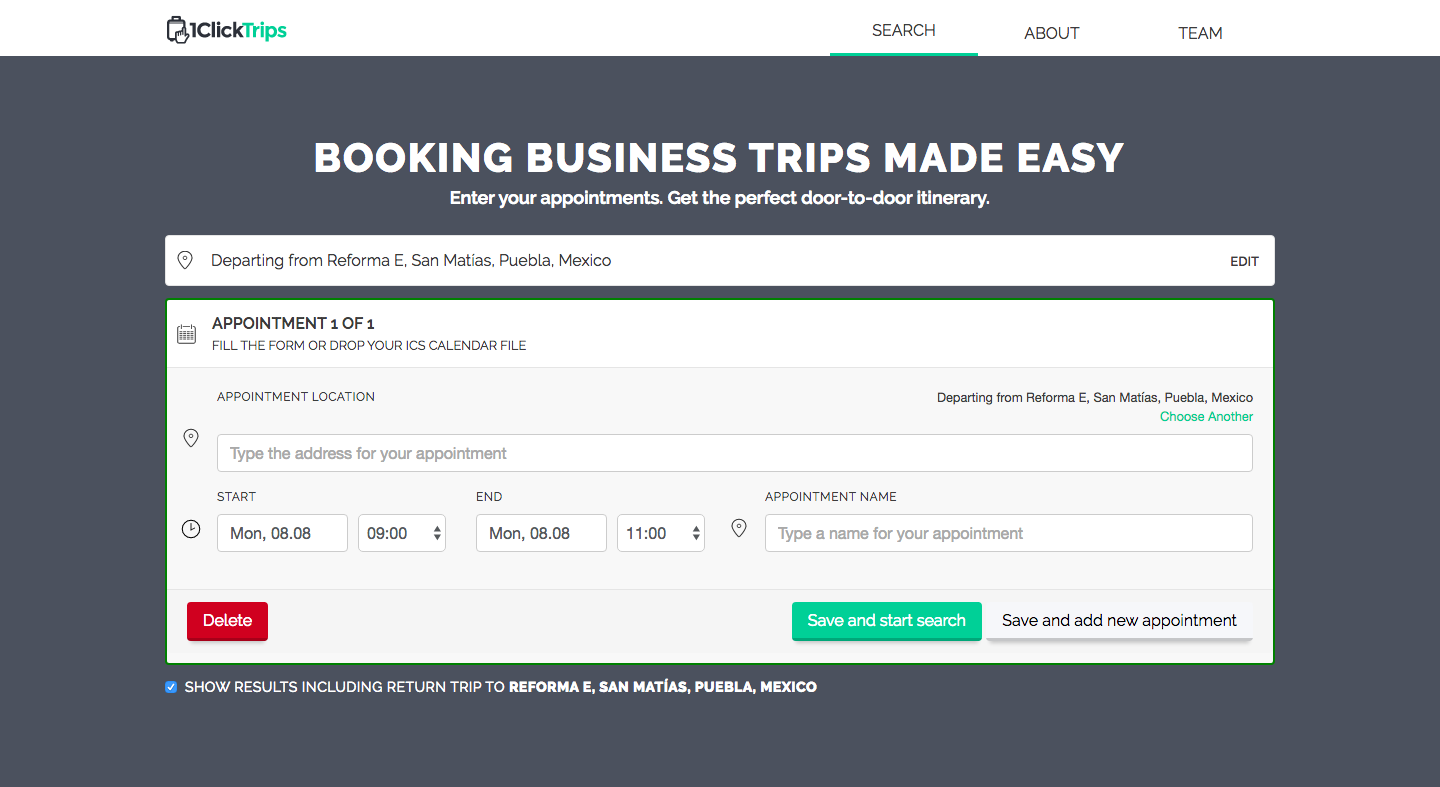 1ClickTrips
SEARCH
ABOUT
TEAM
BOOKING BUSINESS TRIPS MADE EASY
Enter your appointments. Get the perfect door-to-door itinerary.
Departing from Reforma E, San Matías, Puebla, Mexico
EDIT
APPOINTMENT 1 OF 1
FILL THE FORM OR DROP YOUR ICS CALENDAR FILE
APPOINTMENT LOCATION
Departing from Reforma E, San Matías, Puebla, Mexico
Choose Another
Type the address for your appointment
START
END
APPOINTMENT NAME
Mon, 08.08
09:00
Mon, 08.08
11:00
Type a name for your appointment
Delete
Save and start search
Save and add new appointment
SHOW RESULTS INCLUDING RETURN TRIP TO REFORMA E, SAN MATÍAS, PUEBLA, MEXICO